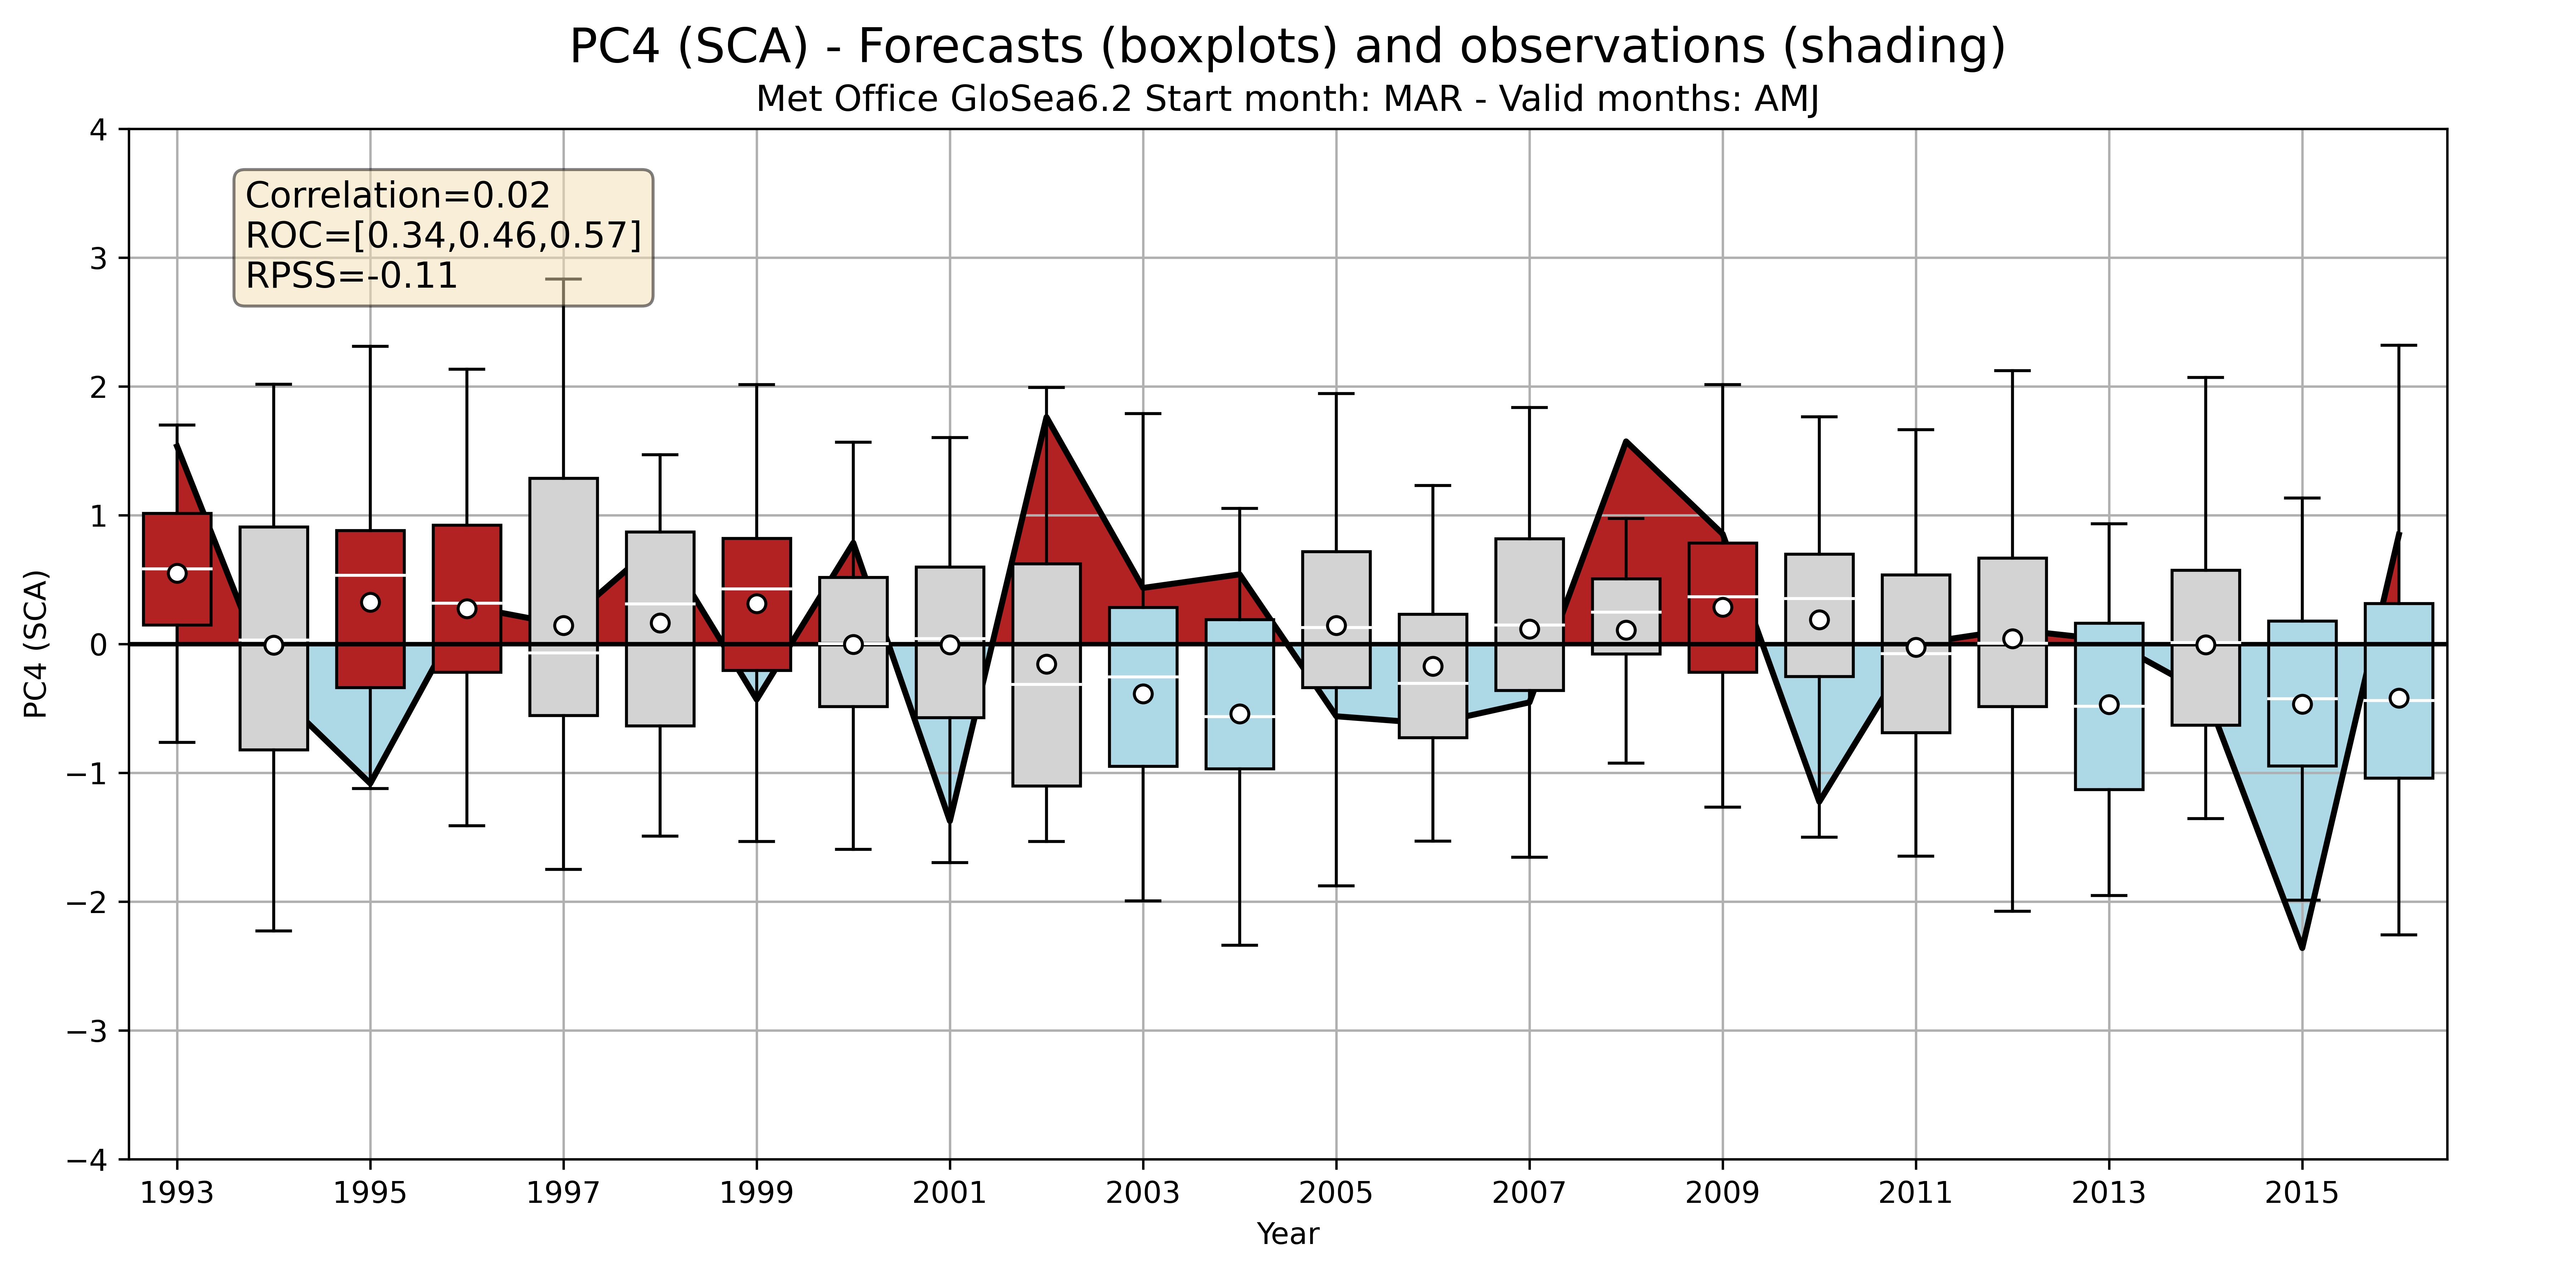 PC4 (SCA) - Forecasts (boxplots) and observations (shading)
Met Office GloSea6.2 Start month: MAR - Valid months: AMJ
Correlation=0.02
ROC=[0.34,0.46,0.57]
RPSS=-0.11
PC4 (SCA)
4
3
2
1
0
−1
−2
−3
−4
1993 1995 1997 1999 2001 2003 2005 2007 2009 2011 2013 2015
Year